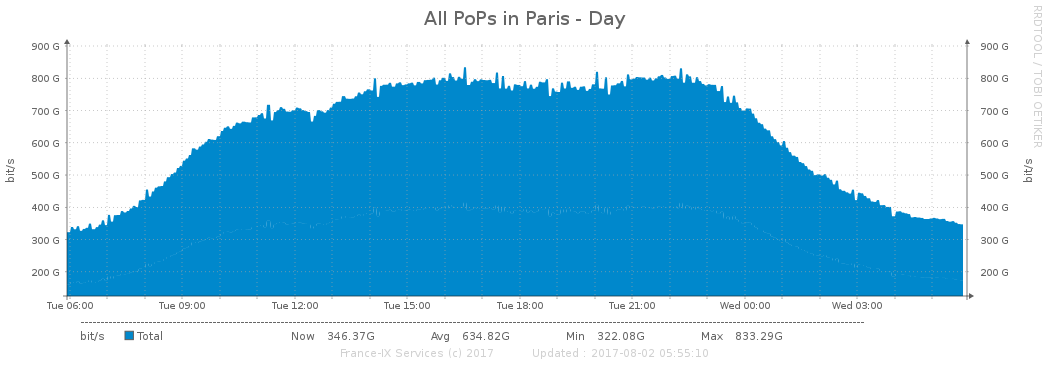 All PoPs in Paris - Day
RRDTOOL / TOBI OETIKER
900 G 900 G
800 G 800 G
700 G 700 G
600 G 600 G
500 G 500 G
400 G 400 G
300 G 300 G
200 G 200 G
bit/s bit/s
Tue 06:00 Tue 09:00 Tue 12:00 Tue 15:00 Tue 18:00 Tue 21:00 Wed 00:00 Wed 03:00
bit/s Total Now 346.37G Avg 634.82G Min 322.08G Max 833.29G
France-IX Services (c) 2017 Updated : 2017-08-02 05:55:10